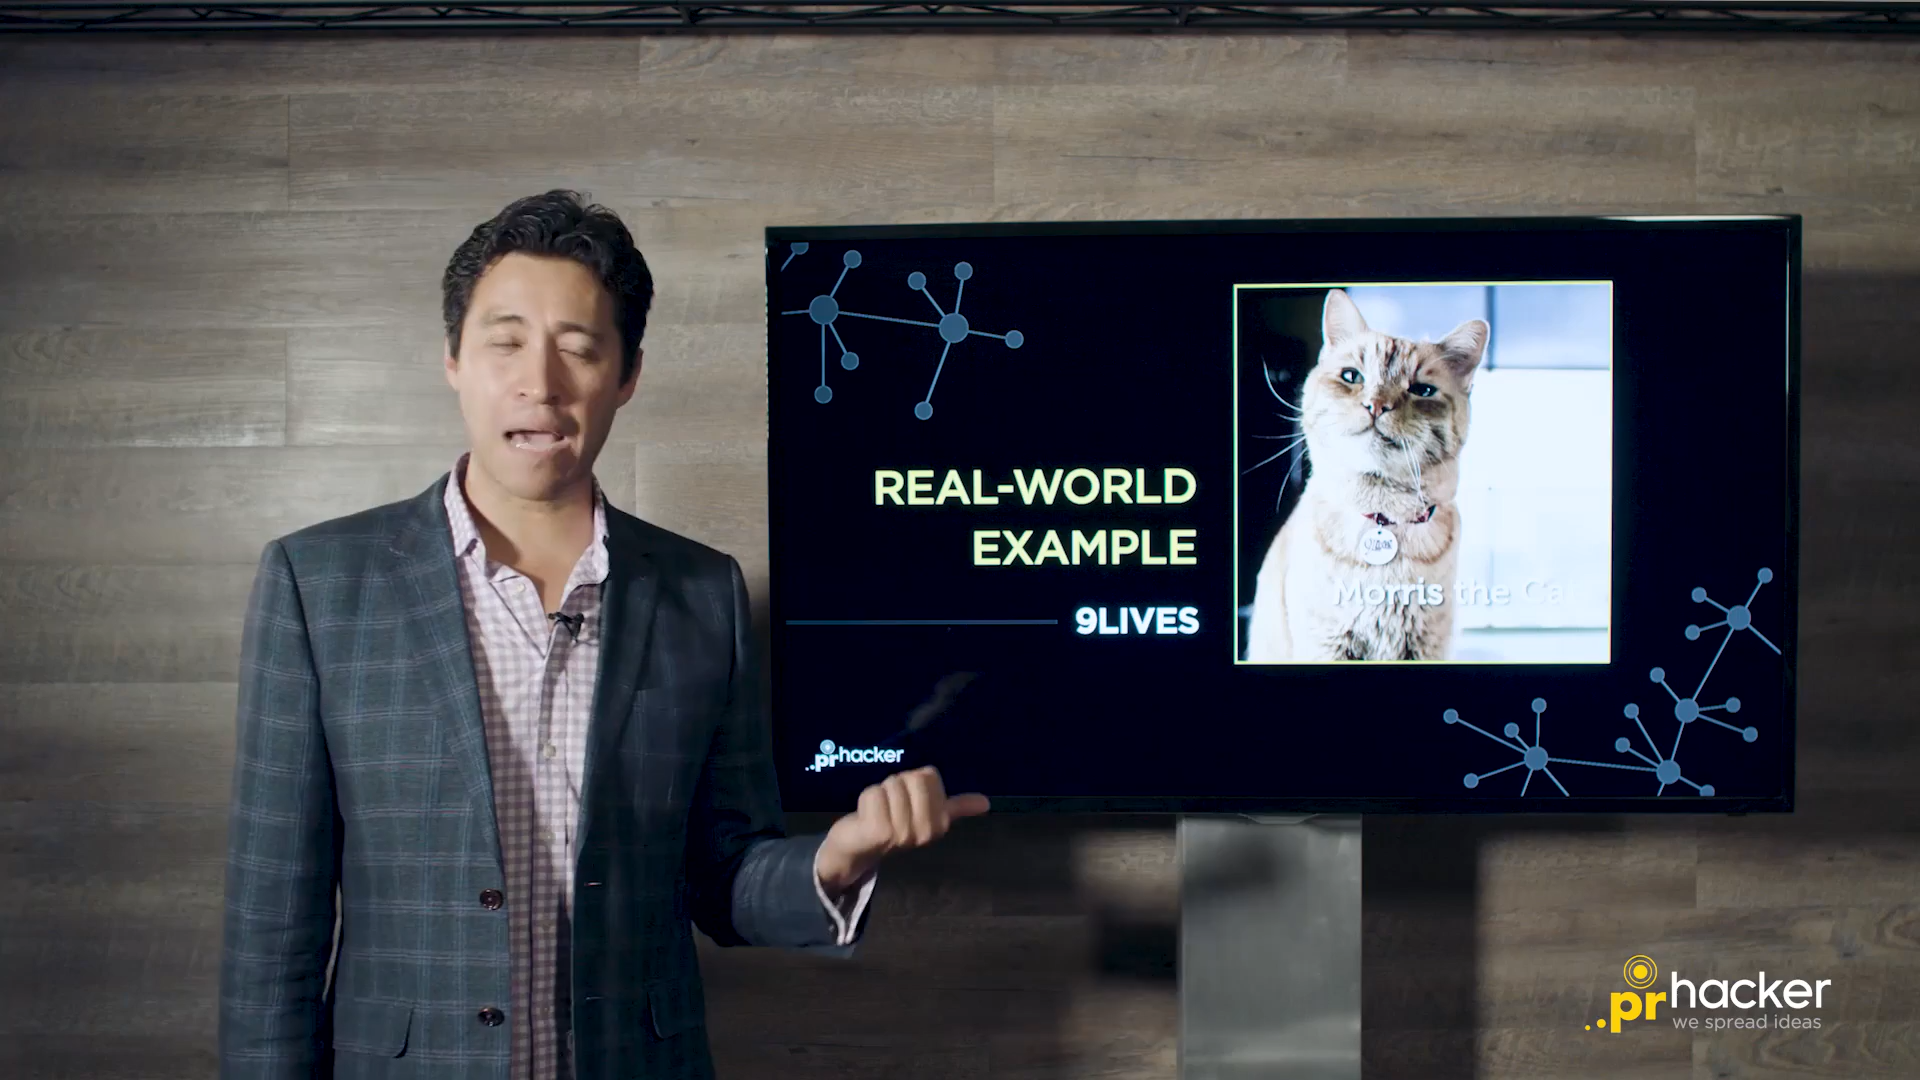 REAL-WORLD
EXAMPLE
9LIVES
Morris the Ca
..prhacker
..prhacker
we spread ideas